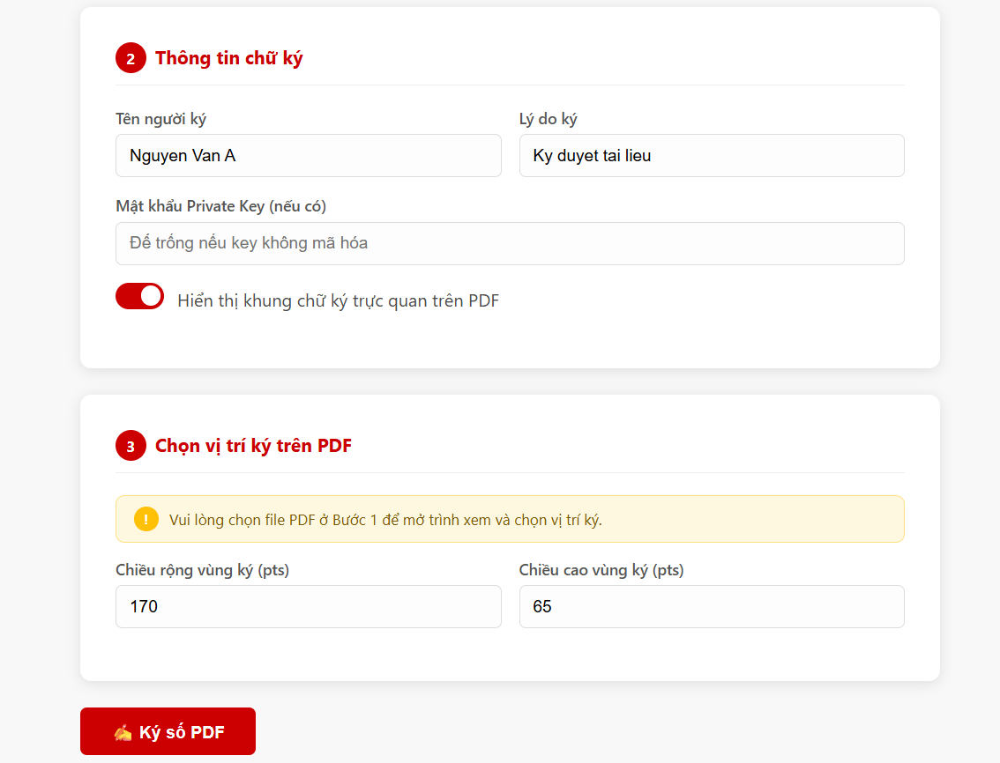 2 Thông tin chữ ký
Tên người ký
Lý do ký
Nguyen Van A
Ky duyet tai lieu
Mật khẩu Private Key (nếu có)
Để trống nếu key không mã hóa
Hiển thị khung chữ ký trực quan trên PDF
3 Chọn vị trí ký trên PDF
! Vui lòng chọn file PDF ở Bước 1 để mở trình xem và chọn vị trí ký.
Chiều rộng vùng ký (pts)
Chiều cao vùng ký (pts)
170
65
✍️ Ký số PDF